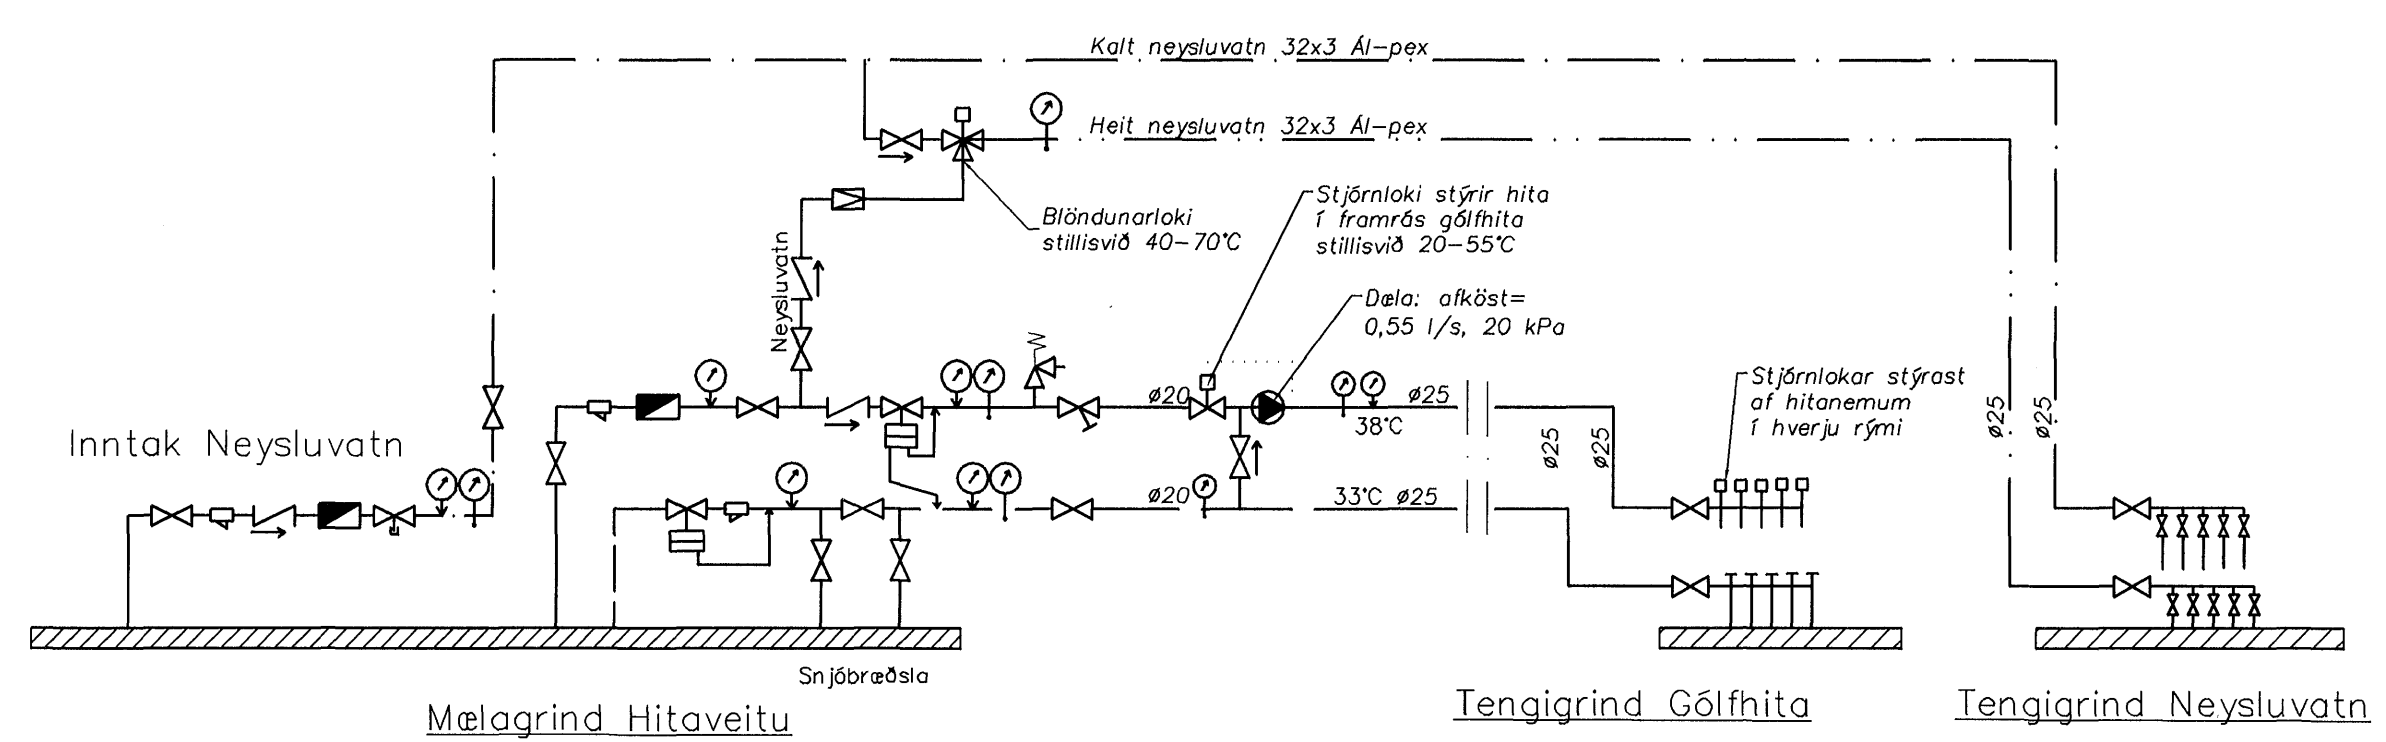 Kalt neysluvatn 32x3 Ál-pex
Heit neysluvatn 32x3 Ál-pex
Blöndunarloki
stillisvið 40-70°C
Stjórnloki stýrir hita
í framrás gólfhita
stillisvið 20-55°C
Neysluvatn
Dæla: afköst=
0,55 l/s, 20 kPa
Stjórnlokar stýrast
af hitanemum
í hverju rými
ø20
ø25
38°C
ø25
ø25
ø25
ø25
Inntak Neysluvatn
ø20
33°C ø25
Snjóbræðsla
Mælagrind Hitaveitu
Tengigrind Gólfhita
Tengigrind Neysluvatn